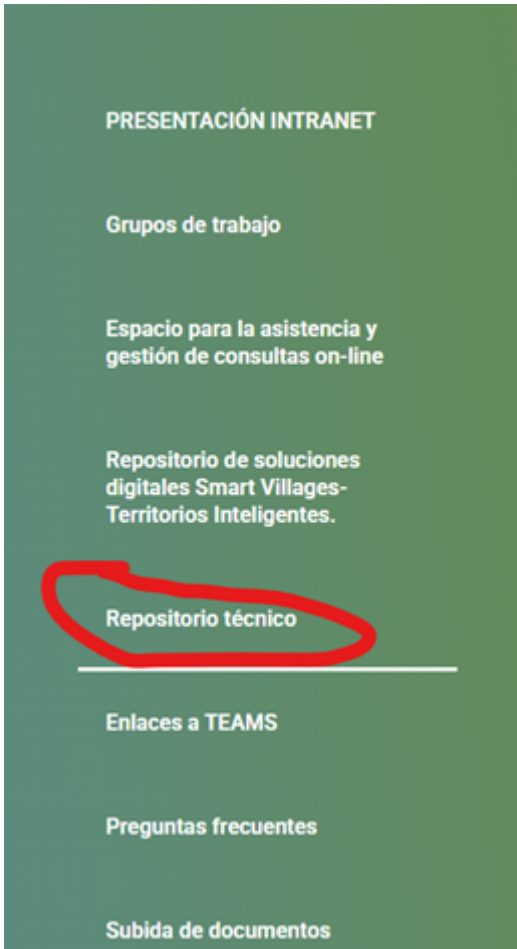 PRESENTACIÓN INTRANET
Grupos de trabajo
Espacio para la asistencia y
gestión de consultas on-line
Repositorio de soluciones
digitales Smart Villages-
Territorios Inteligentes.
Repositorio técnico
Enlaces a TEAMS
Preguntas frecuentes
Subida de documentos